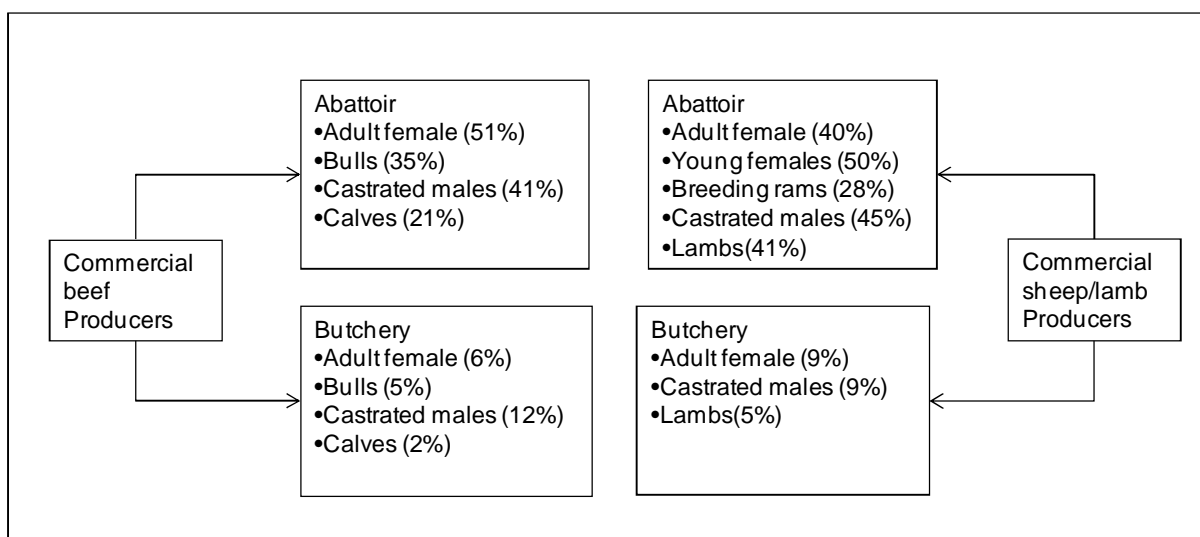 Abattoir
•Adult female (51%)
•Bulls (35%)
•Castrated males (41%)
•Calves (21%)
Abattoir
•Adult female (40%)
•Young females (50%)
•Breeding rams (28%)
•Castrated males (45%)
•Lambs(41%)
Commercial
beef
Producers
Commercial
sheep/lamb
Producers
Butchery
•Adult female (6%)
•Bulls (5%)
•Castrated males (12%)
•Calves (2%)
Butchery
•Adult female (9%)
•Castrated males (9%)
•Lambs(5%)